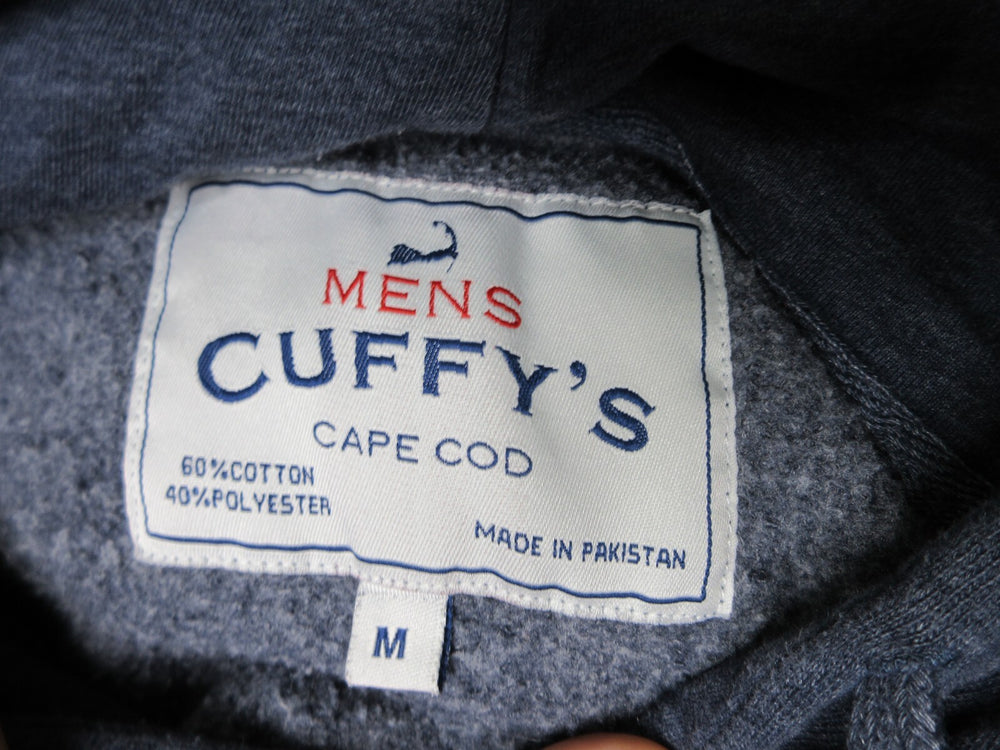 MENS
CUFFY'S
CAPE COD
60%COTTON
40%POLYESTER
MADE IN PAKISTAN
M